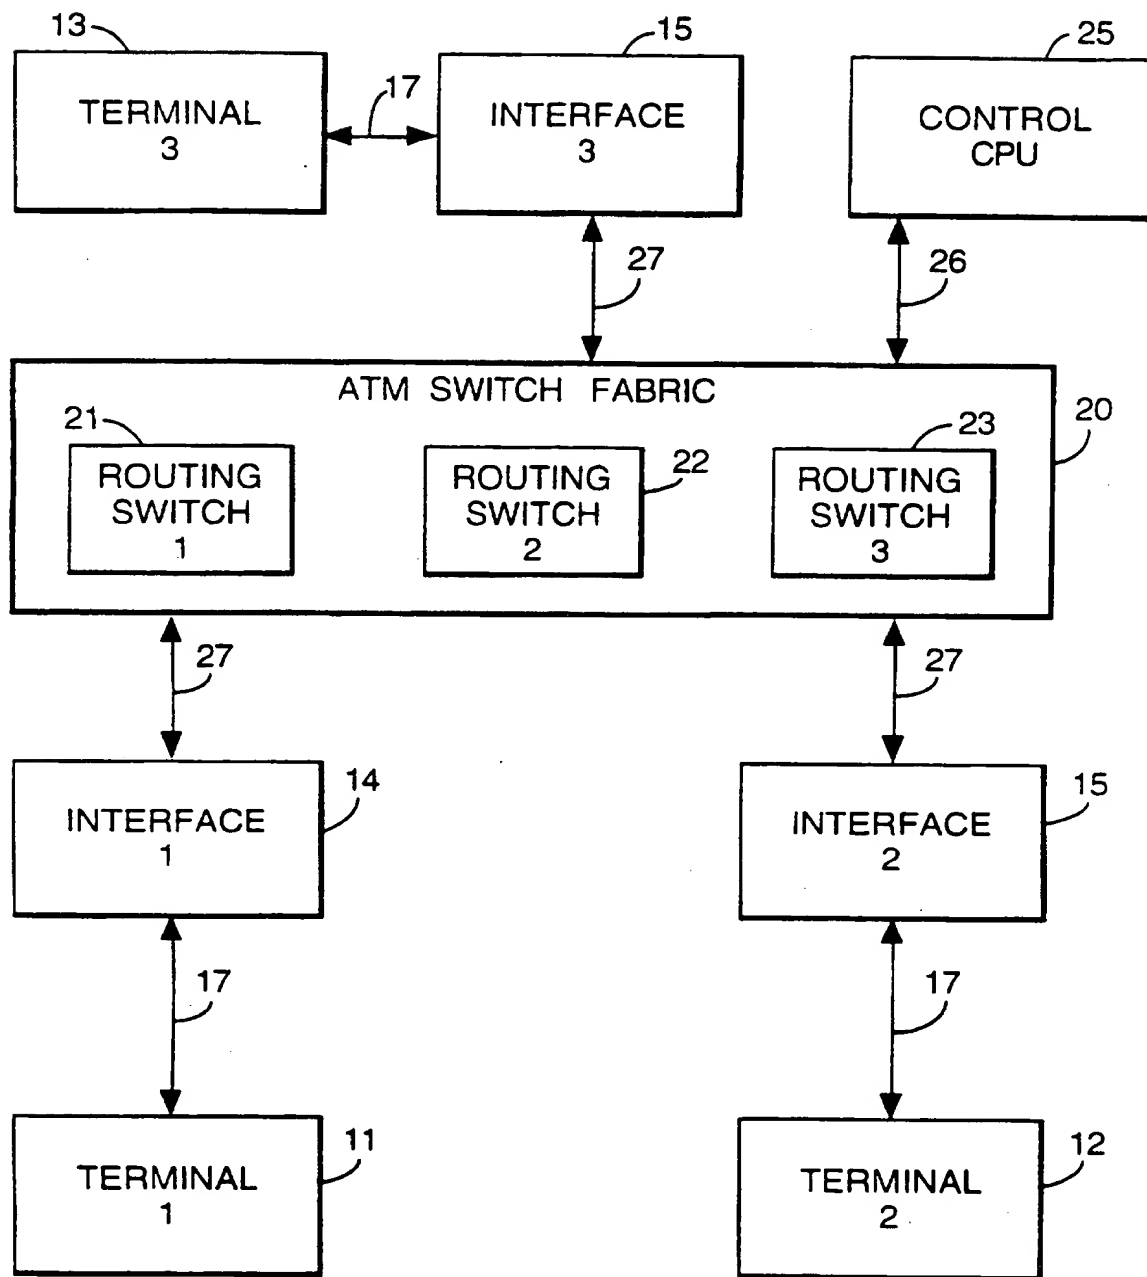 13
15
25
TERMINAL
3
17
INTERFACE
3
CONTROL
CPU
27
26
ATM SWITCH FABRIC
20
21
ROUTING
SWITCH
1
22
ROUTING
SWITCH
2
23
ROUTING
SWITCH
3
27
27
14
INTERFACE
1
15
INTERFACE
2
17
17
11
TERMINAL
1
12
TERMINAL
2